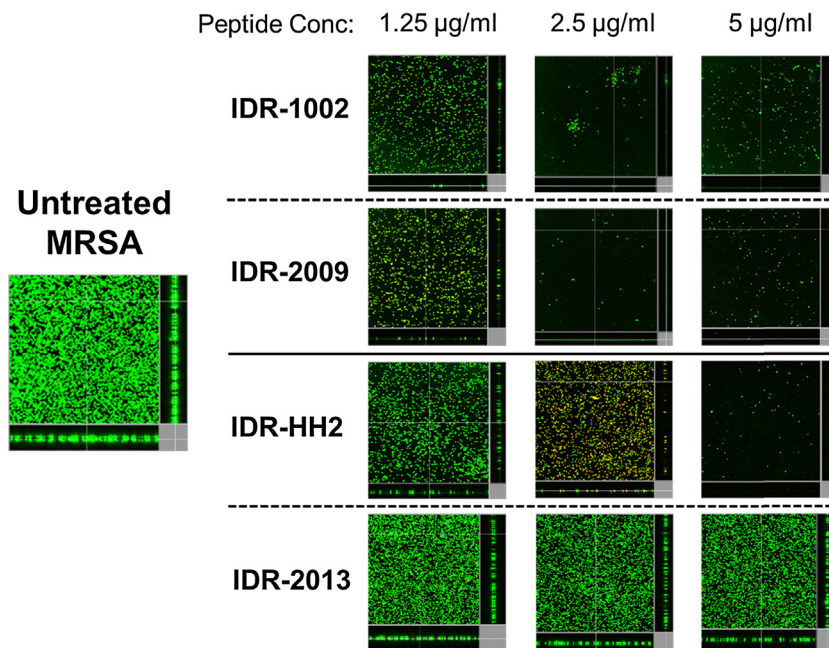 Peptide Conc: 1.25 µg/ml 2.5 µg/ml 5 µg/ml
IDR-1002
Untreated
MRSA
IDR-2009
IDR-HH2
IDR-2013